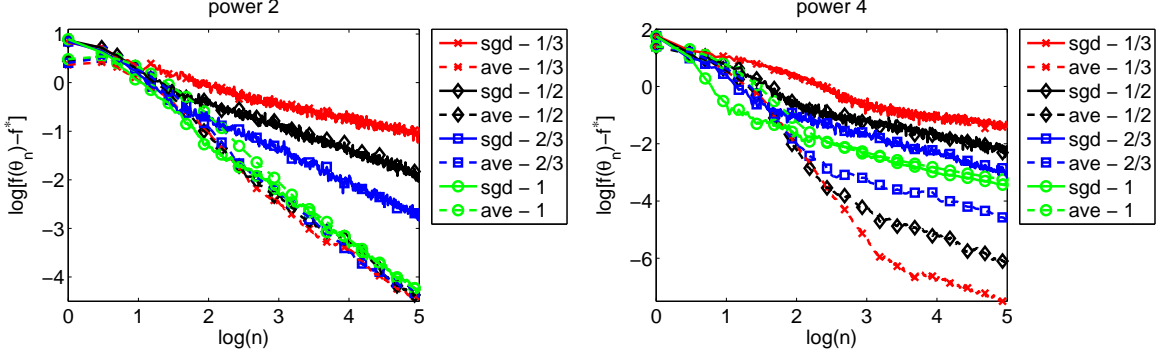 power 2
log[f(θn)−f*]
1
0
−1
−2
−3
−4
0 1 2 3 4 5
log(n)
sgd − 1/3
ave − 1/3
sgd − 1/2
ave − 1/2
sgd − 2/3
ave − 2/3
sgd − 1
ave − 1
power 4
log[f(θn)−f*]
2
0
−2
−4
−6
0 1 2 3 4 5
log(n)
sgd − 1/3
ave − 1/3
sgd − 1/2
ave − 1/2
sgd − 2/3
ave − 2/3
sgd − 1
ave − 1